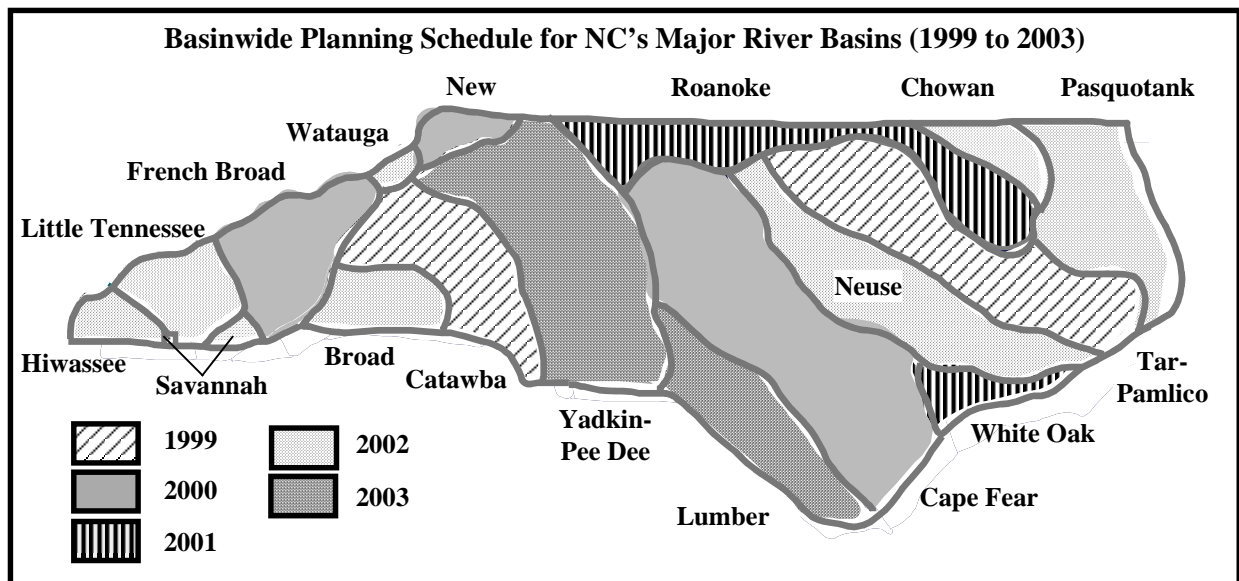 Basinwide Planning Schedule for NC's Major River Basins (1999 to 2003)
New
Roanoke
Chowan
Pasquotank
Watauga
French Broad
Little Tennessee
Neuse
Hiwassee
Savannah
Broad
Catawba
Yadkin-
Pee Dee
Lumber
Cape Fear
White Oak
Tar-
Pamlico
1999
2000
2001
2002
2003